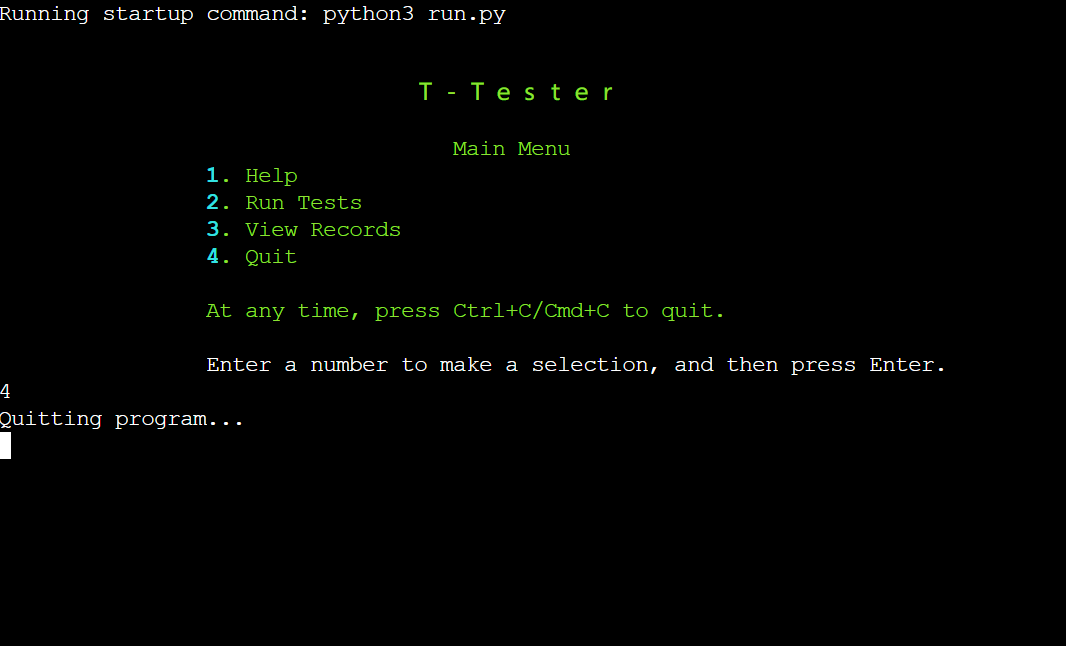 Running startup command: python3 run.py
T - T e s t e r
Main Menu
1. Help
2. Run Tests
3. View Records
4. Quit
At any time, press Ctrl+C/Cmd+C to quit.
Enter a number to make a selection, and then press Enter.
4
Quitting program...